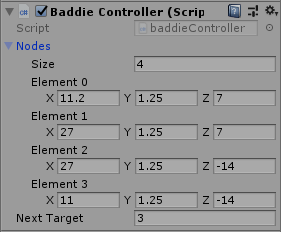 Baddie Controller (Scrip
Script baddieController
Nodes
Size 4
Element 0
X 11.2 Y 1.25 Z 7
Element 1
X 27 Y 1.25 Z 7
Element 2
X 27 Y 1.25 Z -14
Element 3
X 11 Y 1.25 Z -14
Next Target 3